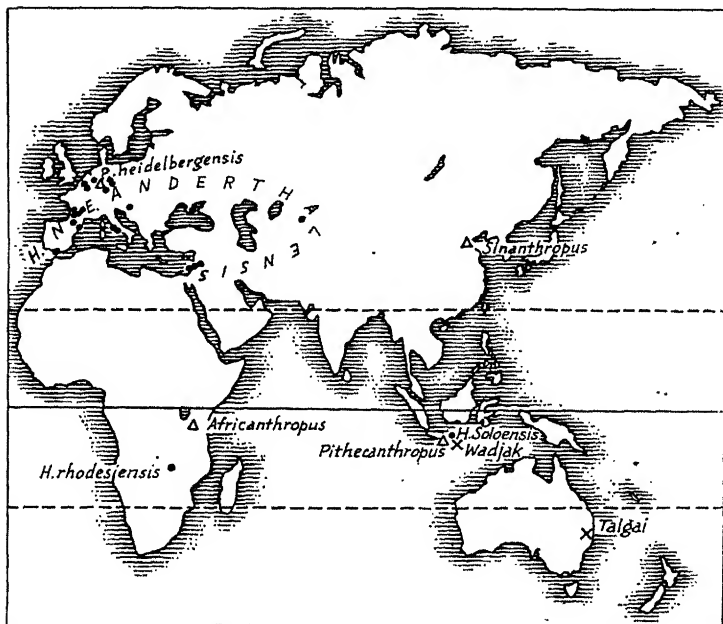 P. heidelbergensis
H. NEANDERTHALENSIS
Sinanthropus
Africanthropus
H. Soloensis
Pithecanthropus
Wadjak
H. rhodesiensis
Talgai